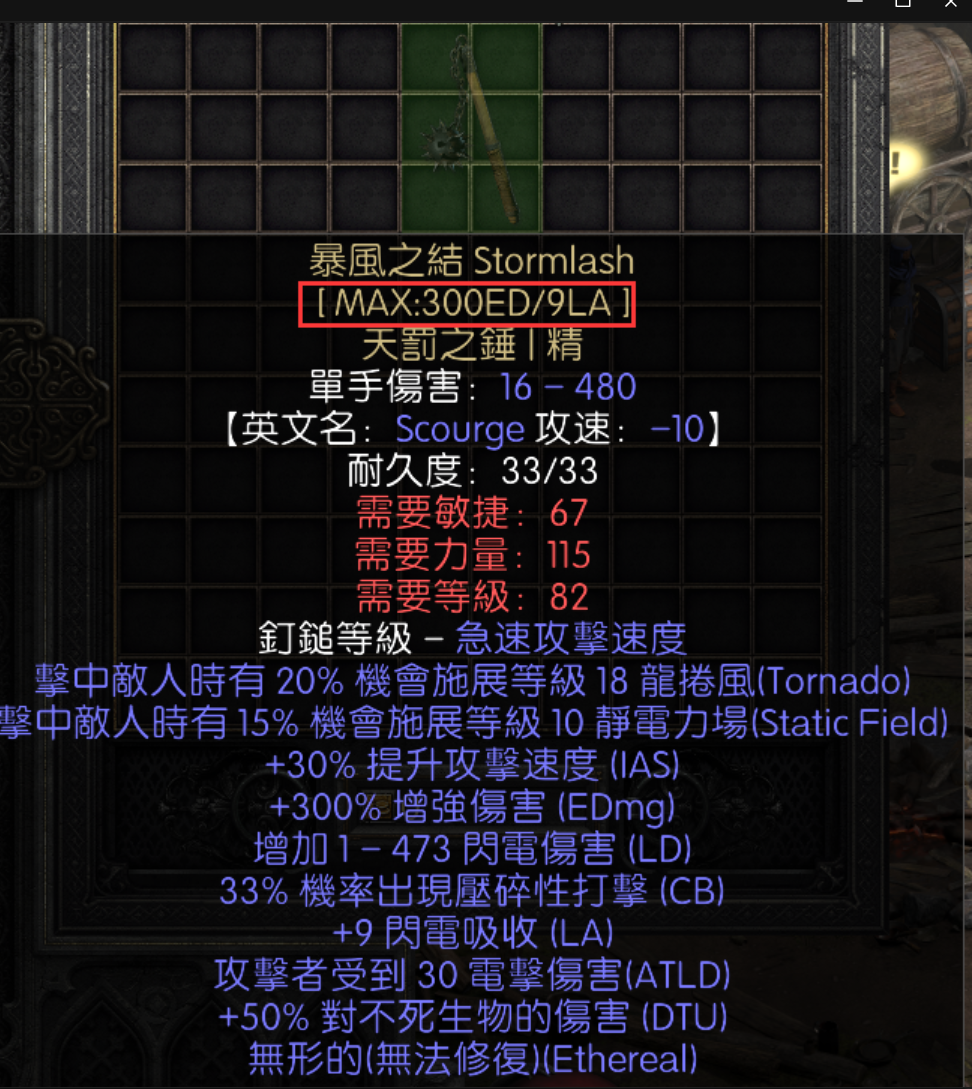 暴風之結 Stormlash
[ MAX:300ED/9LA ]
天罰之錘 | 精
單手傷害：16 - 480
【英文名：Scourge 攻速：-10】
耐久度：33/33
需要敏捷：67
需要力量：115
需要等級：82
釘鎚等級 - 急速攻擊速度
擊中敵人時有 20% 機會施展等級 18 龍捲風(Tornado)
擊中敵人時有 15% 機會施展等級 10 靜電力場(Static Field)
+30% 提升攻擊速度 (IAS)
+300% 增強傷害 (EDmg)
增加 1 - 473 閃電傷害 (LD)
33% 機率出現壓碎性打擊 (CB)
+9 閃電吸收 (LA)
攻擊者受到 30 電擊傷害(ATLD)
+50% 對不死生物的傷害 (DTU)
無形的(無法修復)(Ethereal)